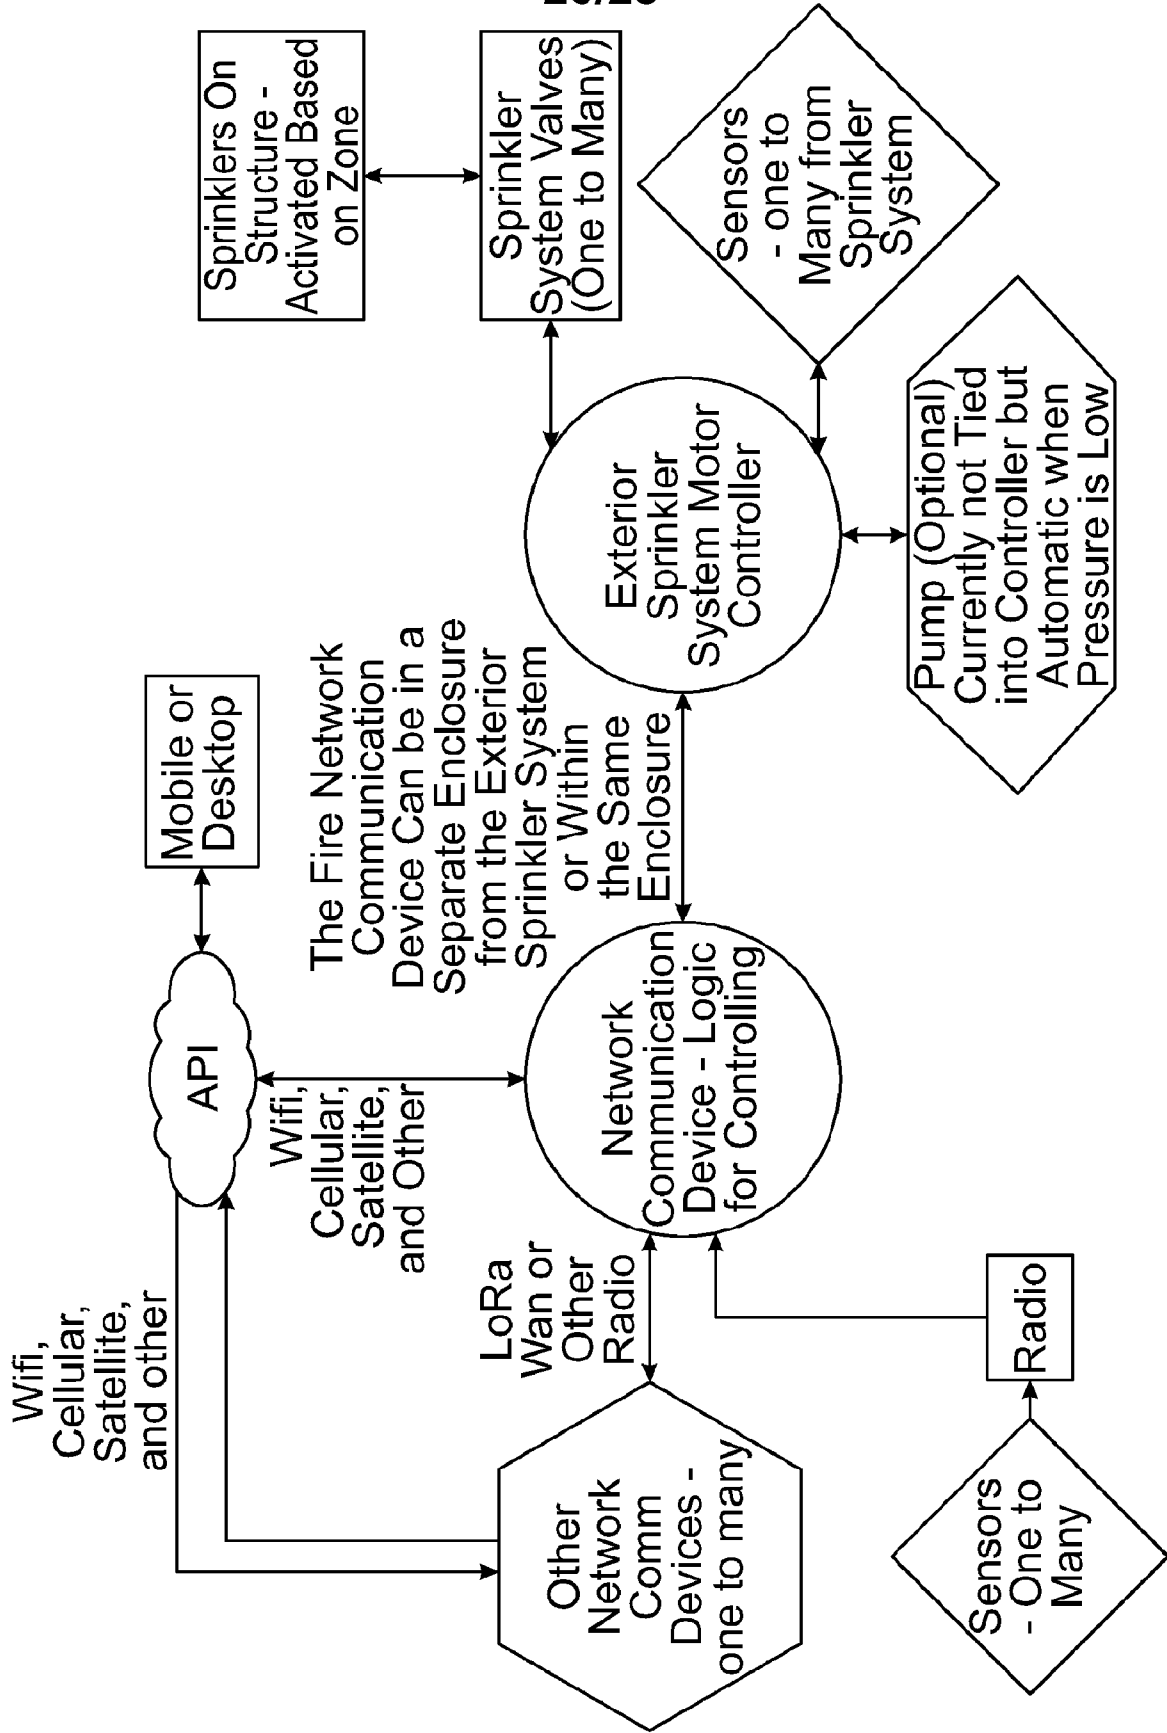 Wifi,
Cellular,
Satellite,
and other
API
Mobile or
Desktop
Sprinklers On
Structure -
Activated Based
on Zone
Wifi,
Cellular,
Satellite,
and Other
The Fire Network
Communication
Device Can be in a
Separate Enclosure
from the Exterior
Sprinkler System
or Within
the Same
Enclosure
Other
Network
Comm
Devices -
one to many
LoRa
Wan or
Other
Radio
Network
Communication
Device - Logic
for Controlling
Exterior
Sprinkler
System Motor
Controller
Sprinkler
System Valves
(One to Many)
Sensors
- one to
Many from
Sprinkler
System
Sensors
- One to
Many
Radio
Pump (Optional)
Currently not Tied
into Controller but
Automatic when
Pressure is Low